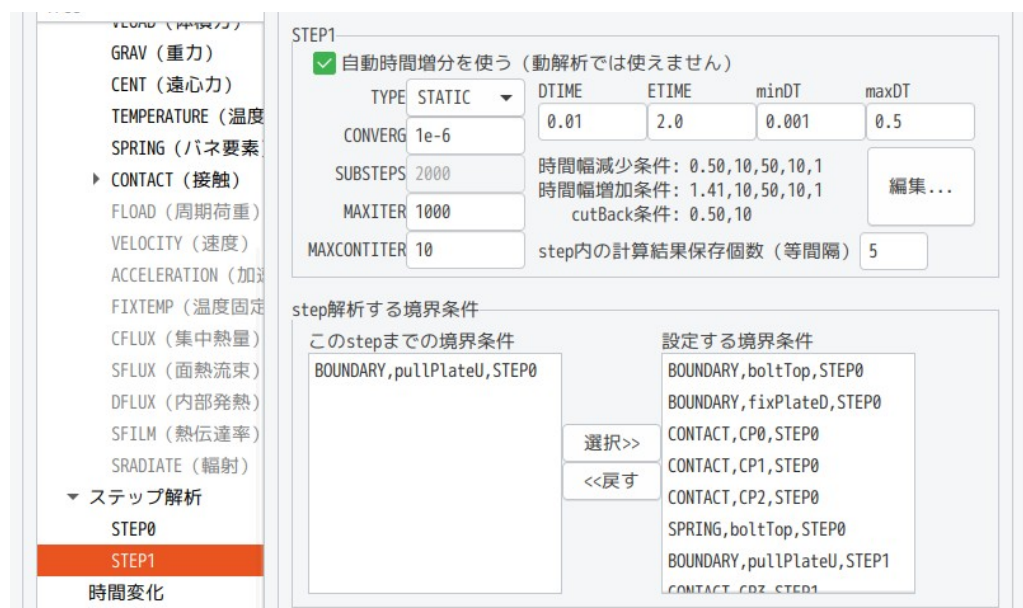 GRAV (重力)
CENT (遠心力)
TEMPERATURE (温度
SPRING (バネ要素
CONTACT (接触)
FLOAD (周期荷重)
VELOCITY (速度)
ACCELERATION (加速
FIXTEMP (温度固定
CFLUX (集中熱量)
SFLUX (面熱流束)
DFLUX (内部発熱)
SFILM (熱伝達率)
SRADIATE (輻射)
ステップ解析
STEP0
STEP1
時間変化
STEP1
自動時間増分を使う (動解析では使えません)
TYPE STATIC
CONVERG 1e-6
SUBSTEPS 2000
MAXITER 1000
MAXCONTITER 10
DTIME ETIME minDT maxDT
0.01 2.0 0.001 0.5
時間幅減少条件: 0.50,10,50,10,1
時間幅増加条件: 1.41,10,50,10,1
cutBack条件: 0.50,10
編集...
step内の計算結果保存個数 (等間隔) 5
step解析する境界条件
このstepまでの境界条件
BOUNDARY,pullPlateU,STEP0
選択>>
<<戻す
設定する境界条件
BOUNDARY,boltTop,STEP0
BOUNDARY,fixPlateD,STEP0
CONTACT,CP0,STEP0
CONTACT,CP1,STEP0
CONTACT,CP2,STEP0
SPRING,boltTop,STEP0
BOUNDARY,pullPlateU,STEP1
CONTACT,CP3,STEP1